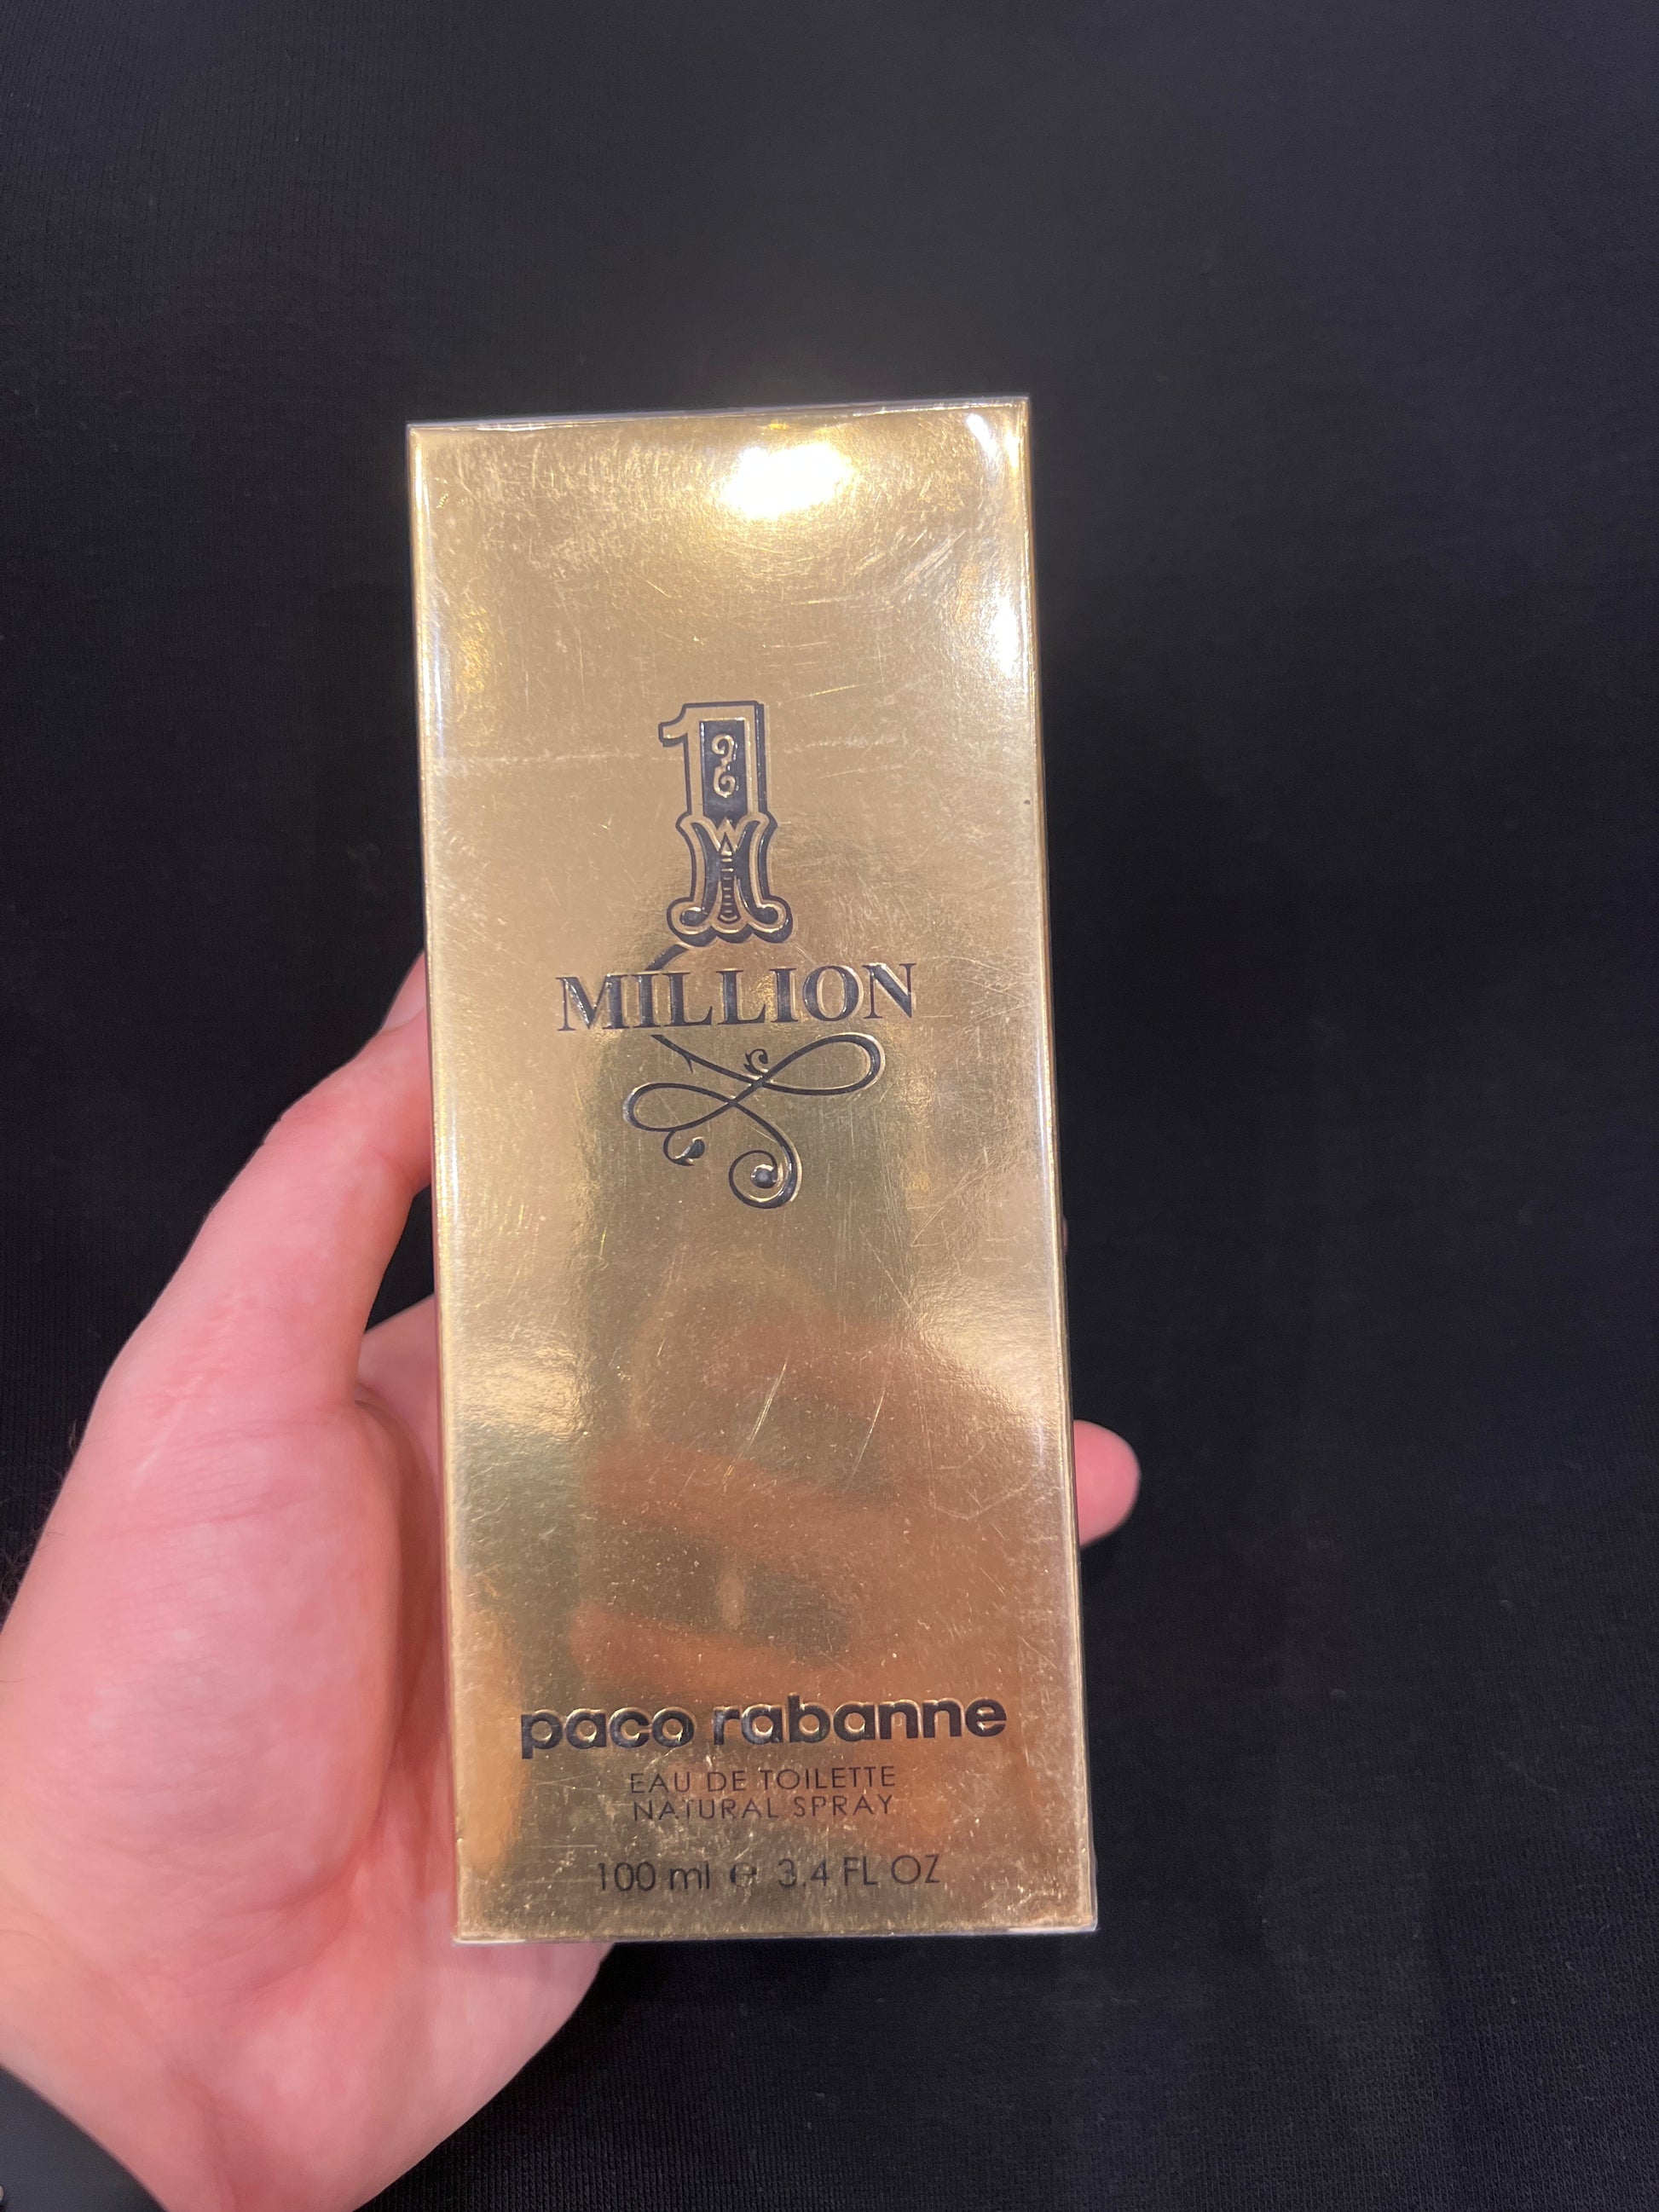 1
MILLION
paco rabanne
EAU DE TOILETTE
NATURAL SPRAY
100 ml ℮ 3.4 FL OZ